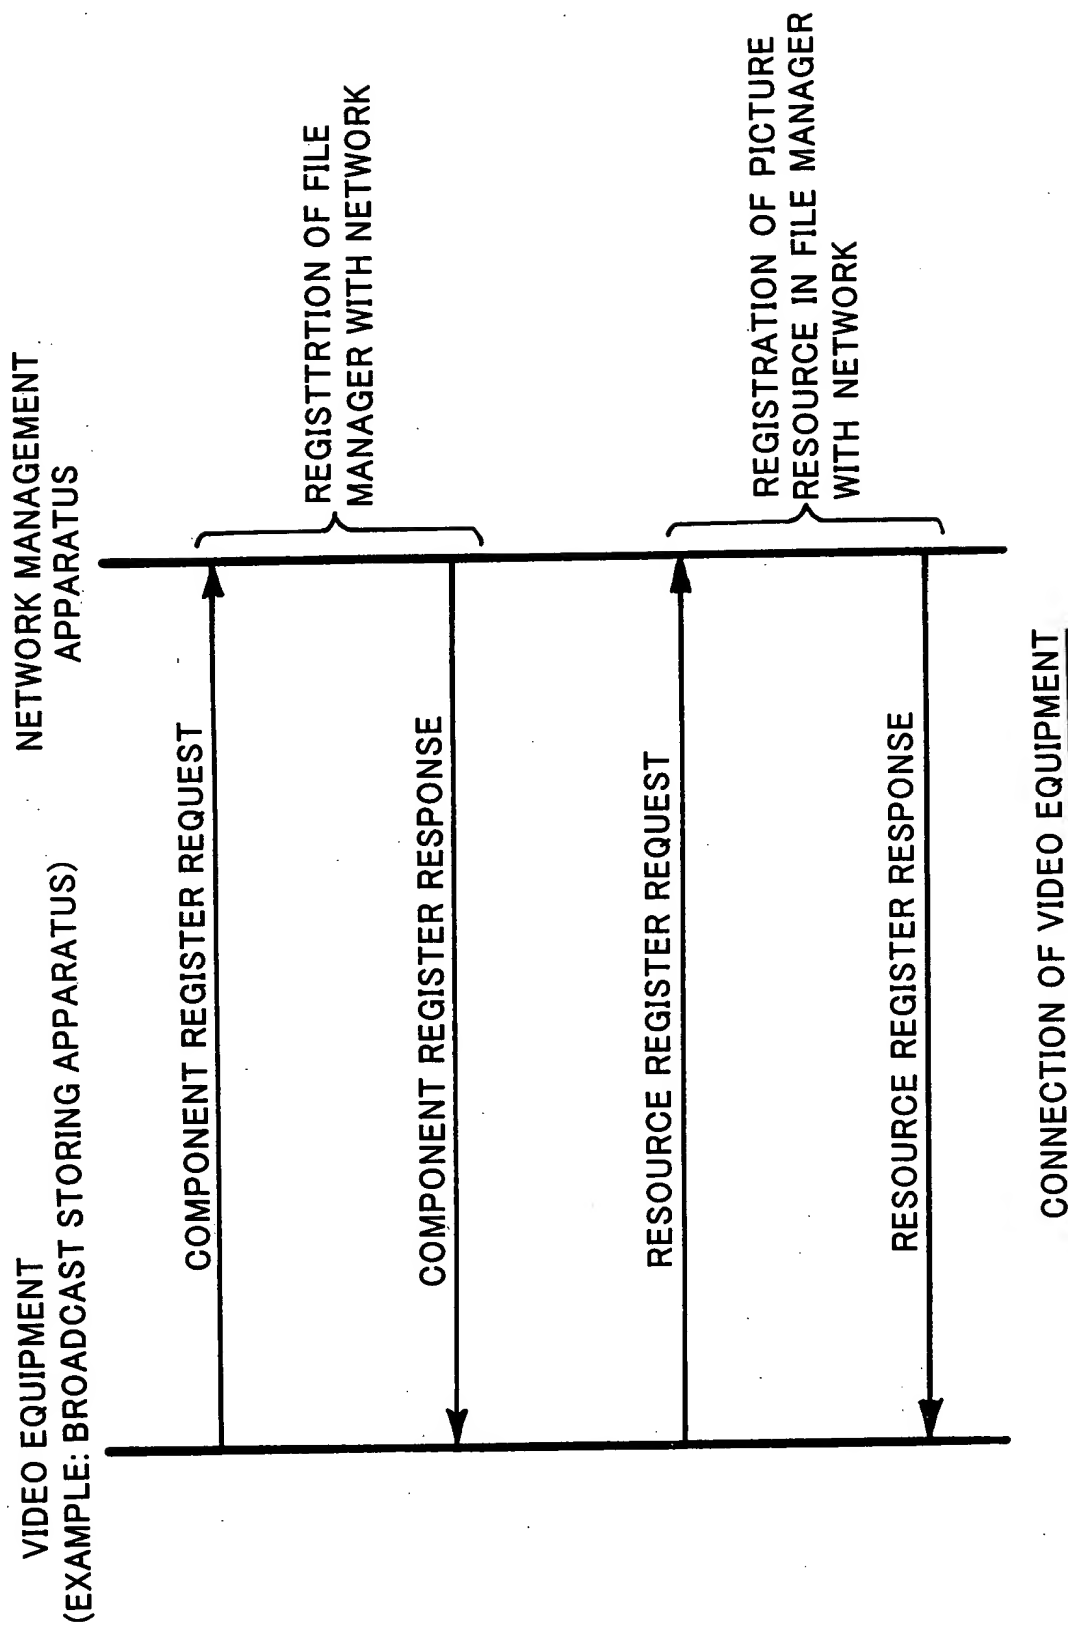 VIDEO EQUIPMENT
(EXAMPLE: BROADCAST STORING APPARATUS)
NETWORK MANAGEMENT
APPARATUS
COMPONENT REGISTER REQUEST
REGISTTRTION OF FILE
MANAGER WITH NETWORK
COMPONENT REGISTER RESPONSE
RESOURCE REGISTER REQUEST
REGISTRATION OF PICTURE
RESOURCE IN FILE MANAGER
WITH NETWORK
RESOURCE REGISTER RESPONSE
CONNECTION OF VIDEO EQUIPMENT